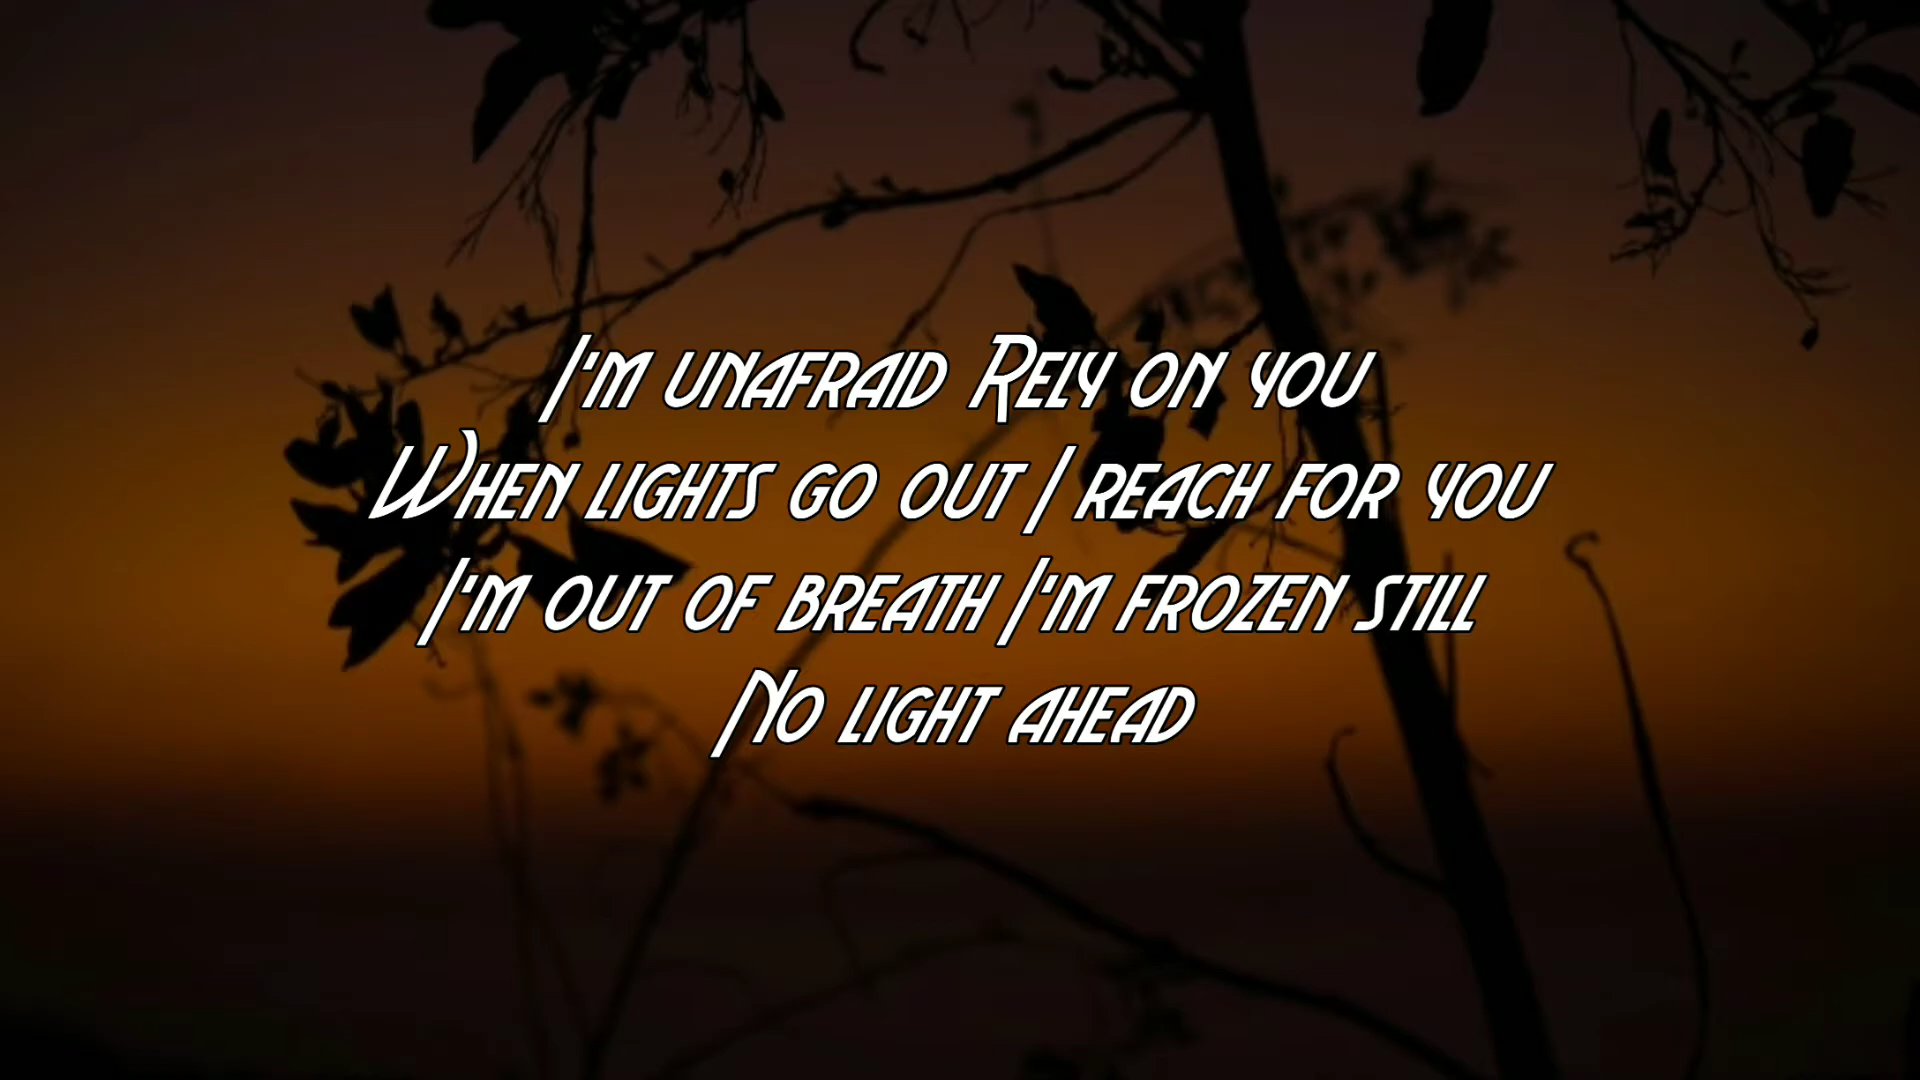 I'm unafraid Rely on you
When lights go out I reach for you
I'm out of breath I'm frozen still
No light ahead